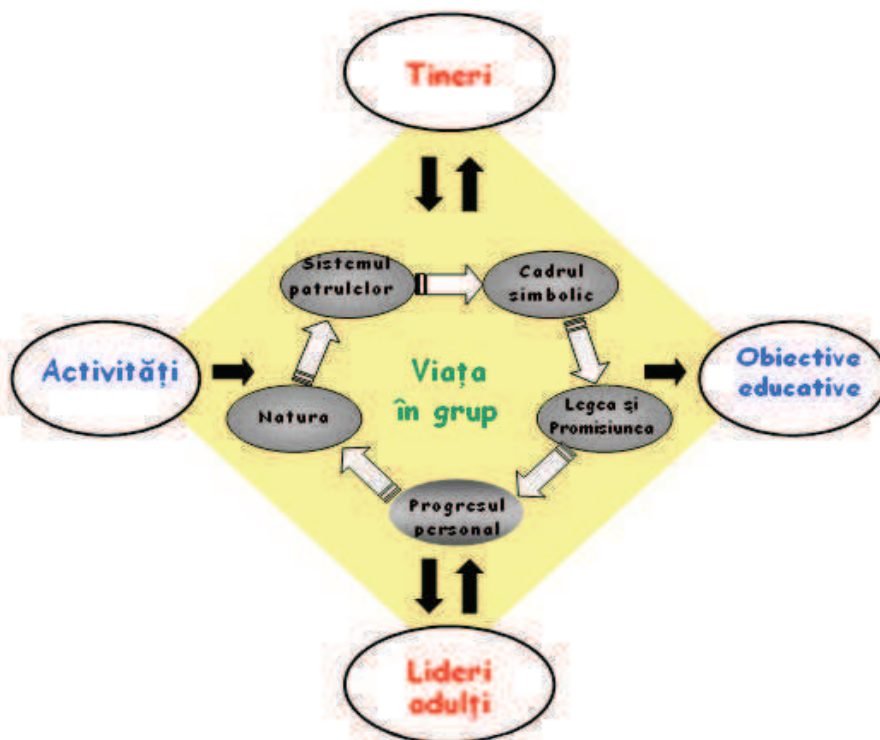 Tineri
Sistemul
patrulelor
Cadrul
simbolic
Activități
Viața
în grup
Obiective
educative
Natura
Legea și
Promisiunea
Progresul
personal
Lideri
adulți